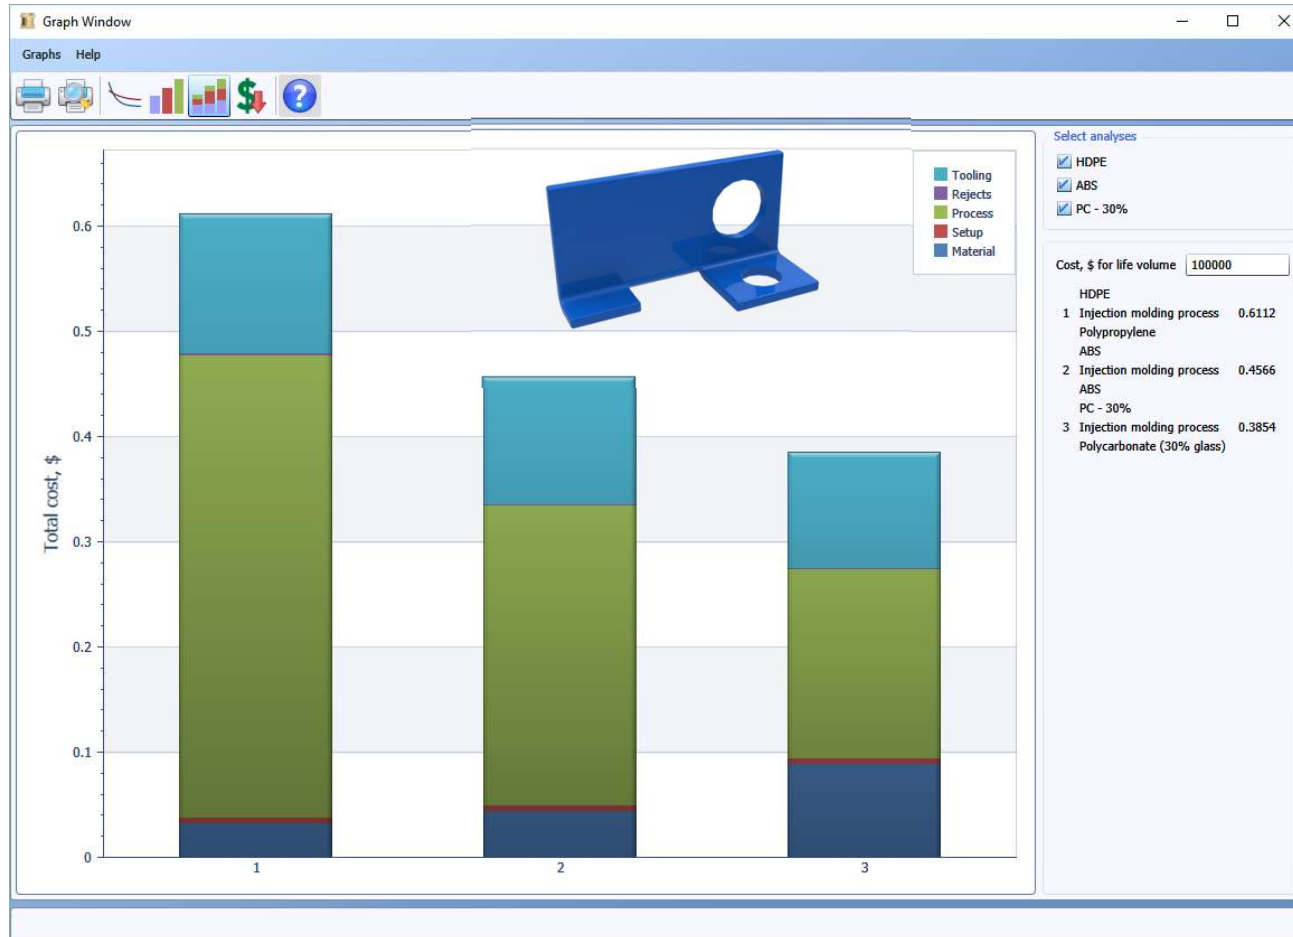 Graph Window
Graphs Help
?
Select analyses
HDPE
ABS
PC - 30%
Tooling
Rejects
Process
Setup
Material
Cost, $ for life volume 100000
HDPE
1 Injection molding process 0.6112
Polypropylene
ABS
2 Injection molding process 0.4566
ABS
PC - 30%
3 Injection molding process 0.3854
Polycarbonate (30% glass)
Total cost, $
0.6
0.5
0.4
0.3
0.2
0.1
0
1 2 3